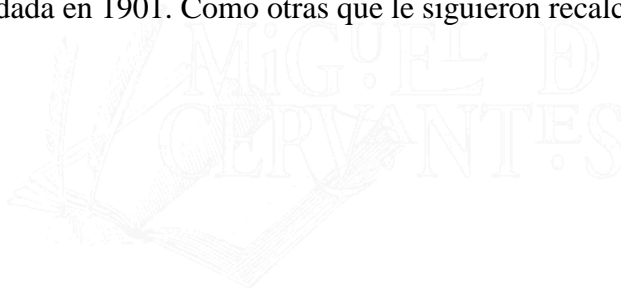 dada en 1901. Como otras que le siguieron recalc
MIGUEL D
CERVANTES